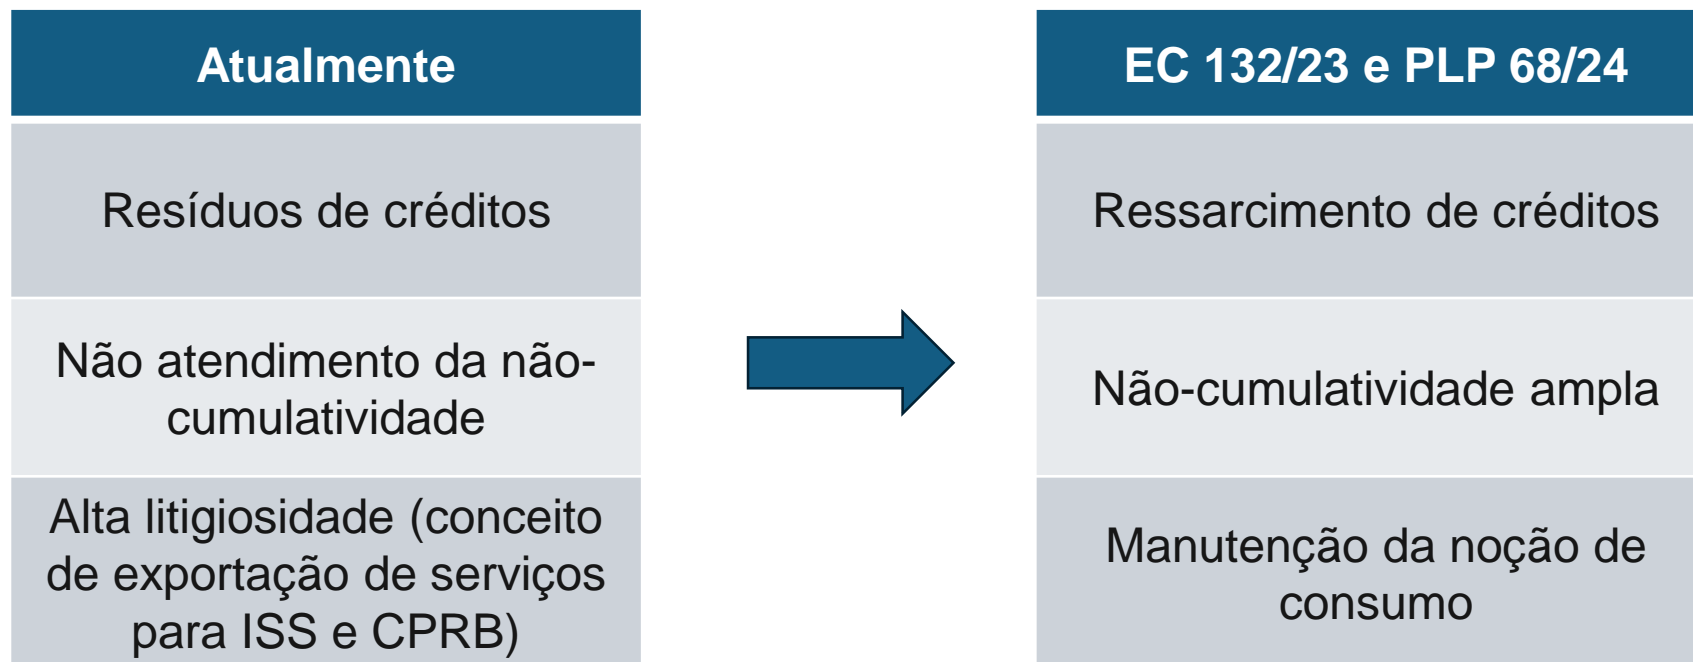 Atualmente
Resíduos de créditos
Não atendimento da não-
cumulatividade
Alta litigiosidade (conceito
de exportação de serviços
para ISS e CPRB)
EC 132/23 e PLP 68/24
Ressarcimento de créditos
Não-cumulatividade ampla
Manutenção da noção de
consumo